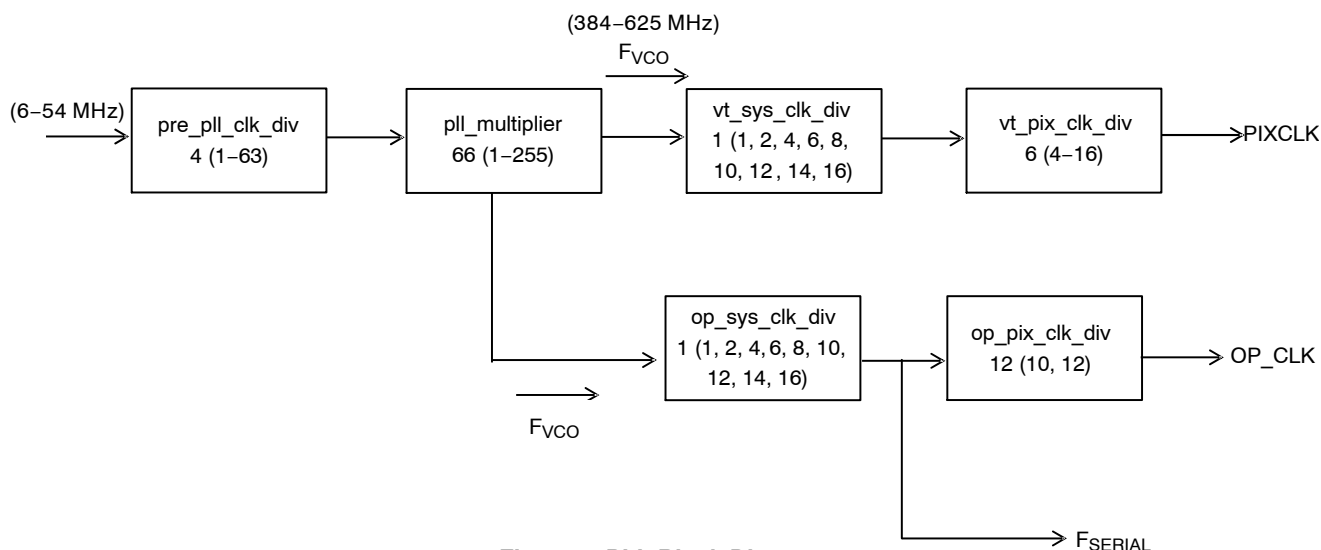 (384–625 MHz)
FVCO
(6–54 MHz)
pre_pll_clk_div
4 (1–63)
pll_multiplier
66 (1–255)
vt_sys_clk_div
1 (1, 2, 4, 6, 8,
10, 12, 14, 16)
vt_pix_clk_div
6 (4–16)
PIXCLK
op_sys_clk_div
1 (1, 2, 4, 6, 8, 10,
12, 14, 16)
op_pix_clk_div
12 (10, 12)
OP_CLK
FVCO
FSERIAL